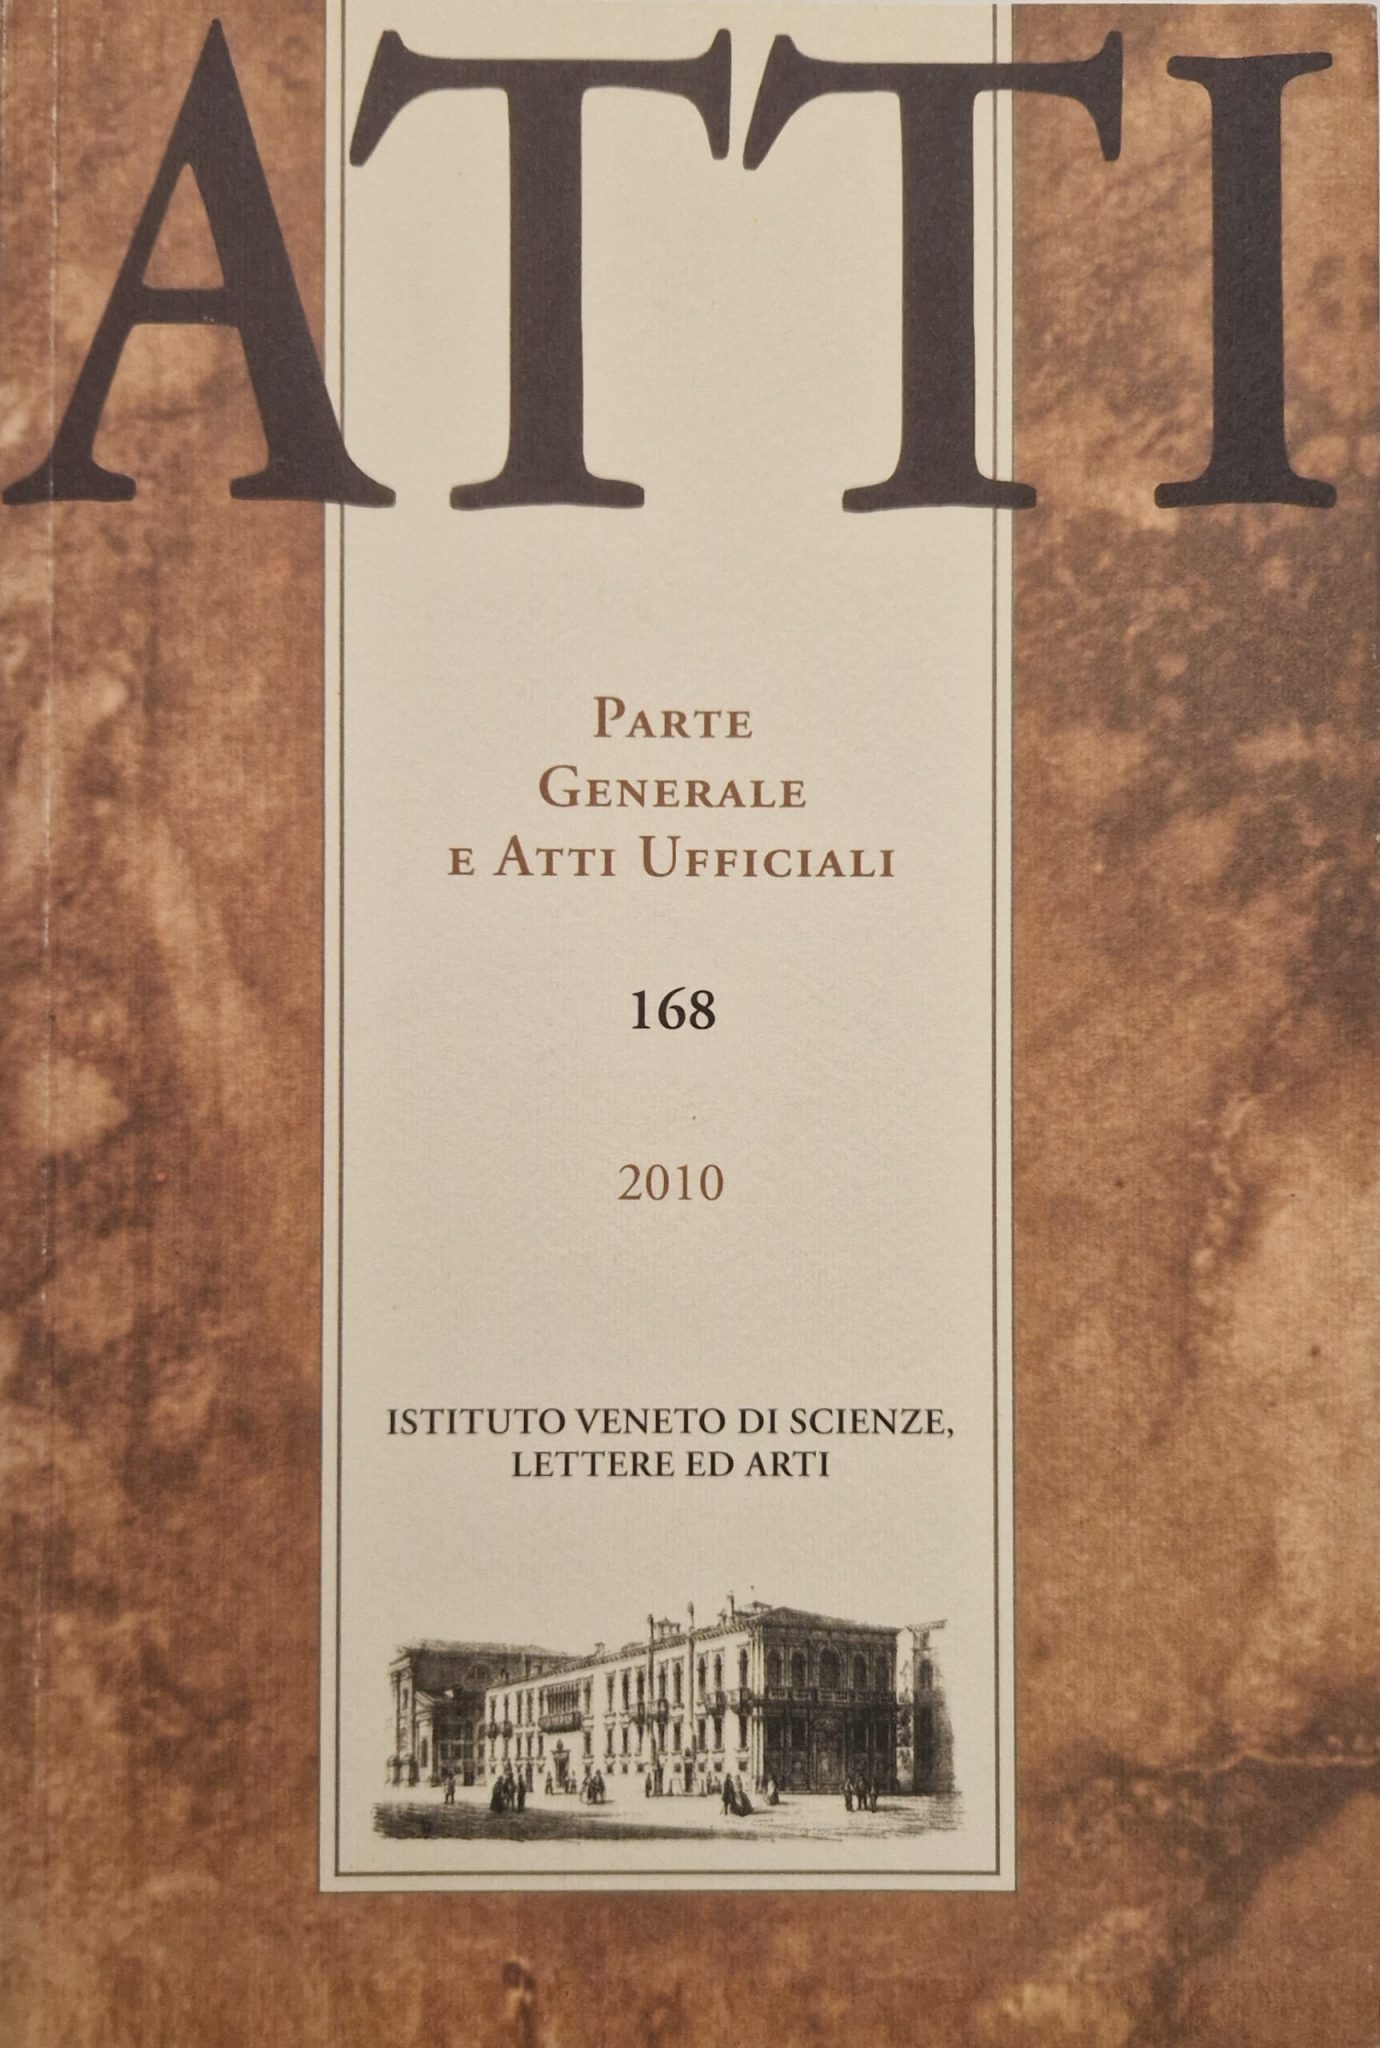 ATTI
PARTE
GENERALE
E ATTI UFFICIALI
168
2010
ISTITUTO VENETO DI SCIENZE,
LETTERE ED ARTI